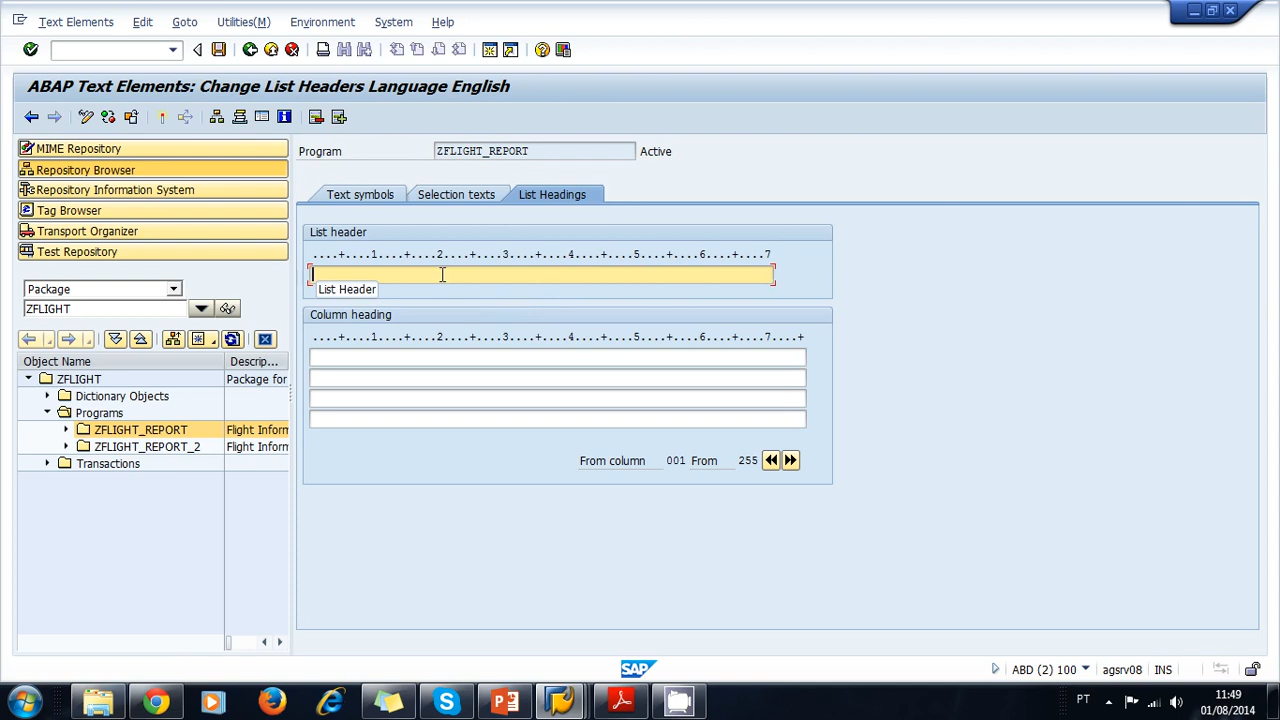 Text Elements Edit Goto Utilities(M) Environment System Help
ABAP Text Elements: Change List Headers Language English
MIME Repository
Repository Browser
Repository Information System
Tag Browser
Transport Organizer
Test Repository
Package
ZFLIGHT
Object Name Descrip...
ZFLIGHT Package for
Dictionary Objects
Programs
ZFLIGHT_REPORT Flight Inform
ZFLIGHT_REPORT_2 Flight Inform
Transactions
Program ZFLIGHT_REPORT Active
Text symbols Selection texts List Headings
List header
....+....1....+....2....+....3....+....4....+....5....+....6....+....7
List Header
Column heading
....+....1....+....2....+....3....+....4....+....5....+....6....+....7....+
From column 001 From 255
SAP
ABD (2) 100 agsrv08 INS
PT 11:49
01/08/2014